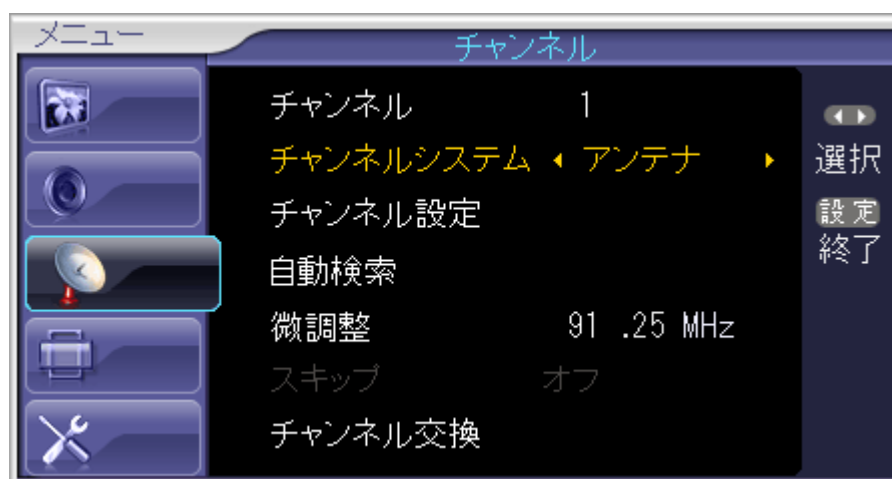 メニュー
チャンネル
チャンネル 1
チャンネルシステム アンテナ
チャンネル設定
自動検索
微調整 91 .25 MHz
スキップ オフ
チャンネル交換
選択
設定
終了